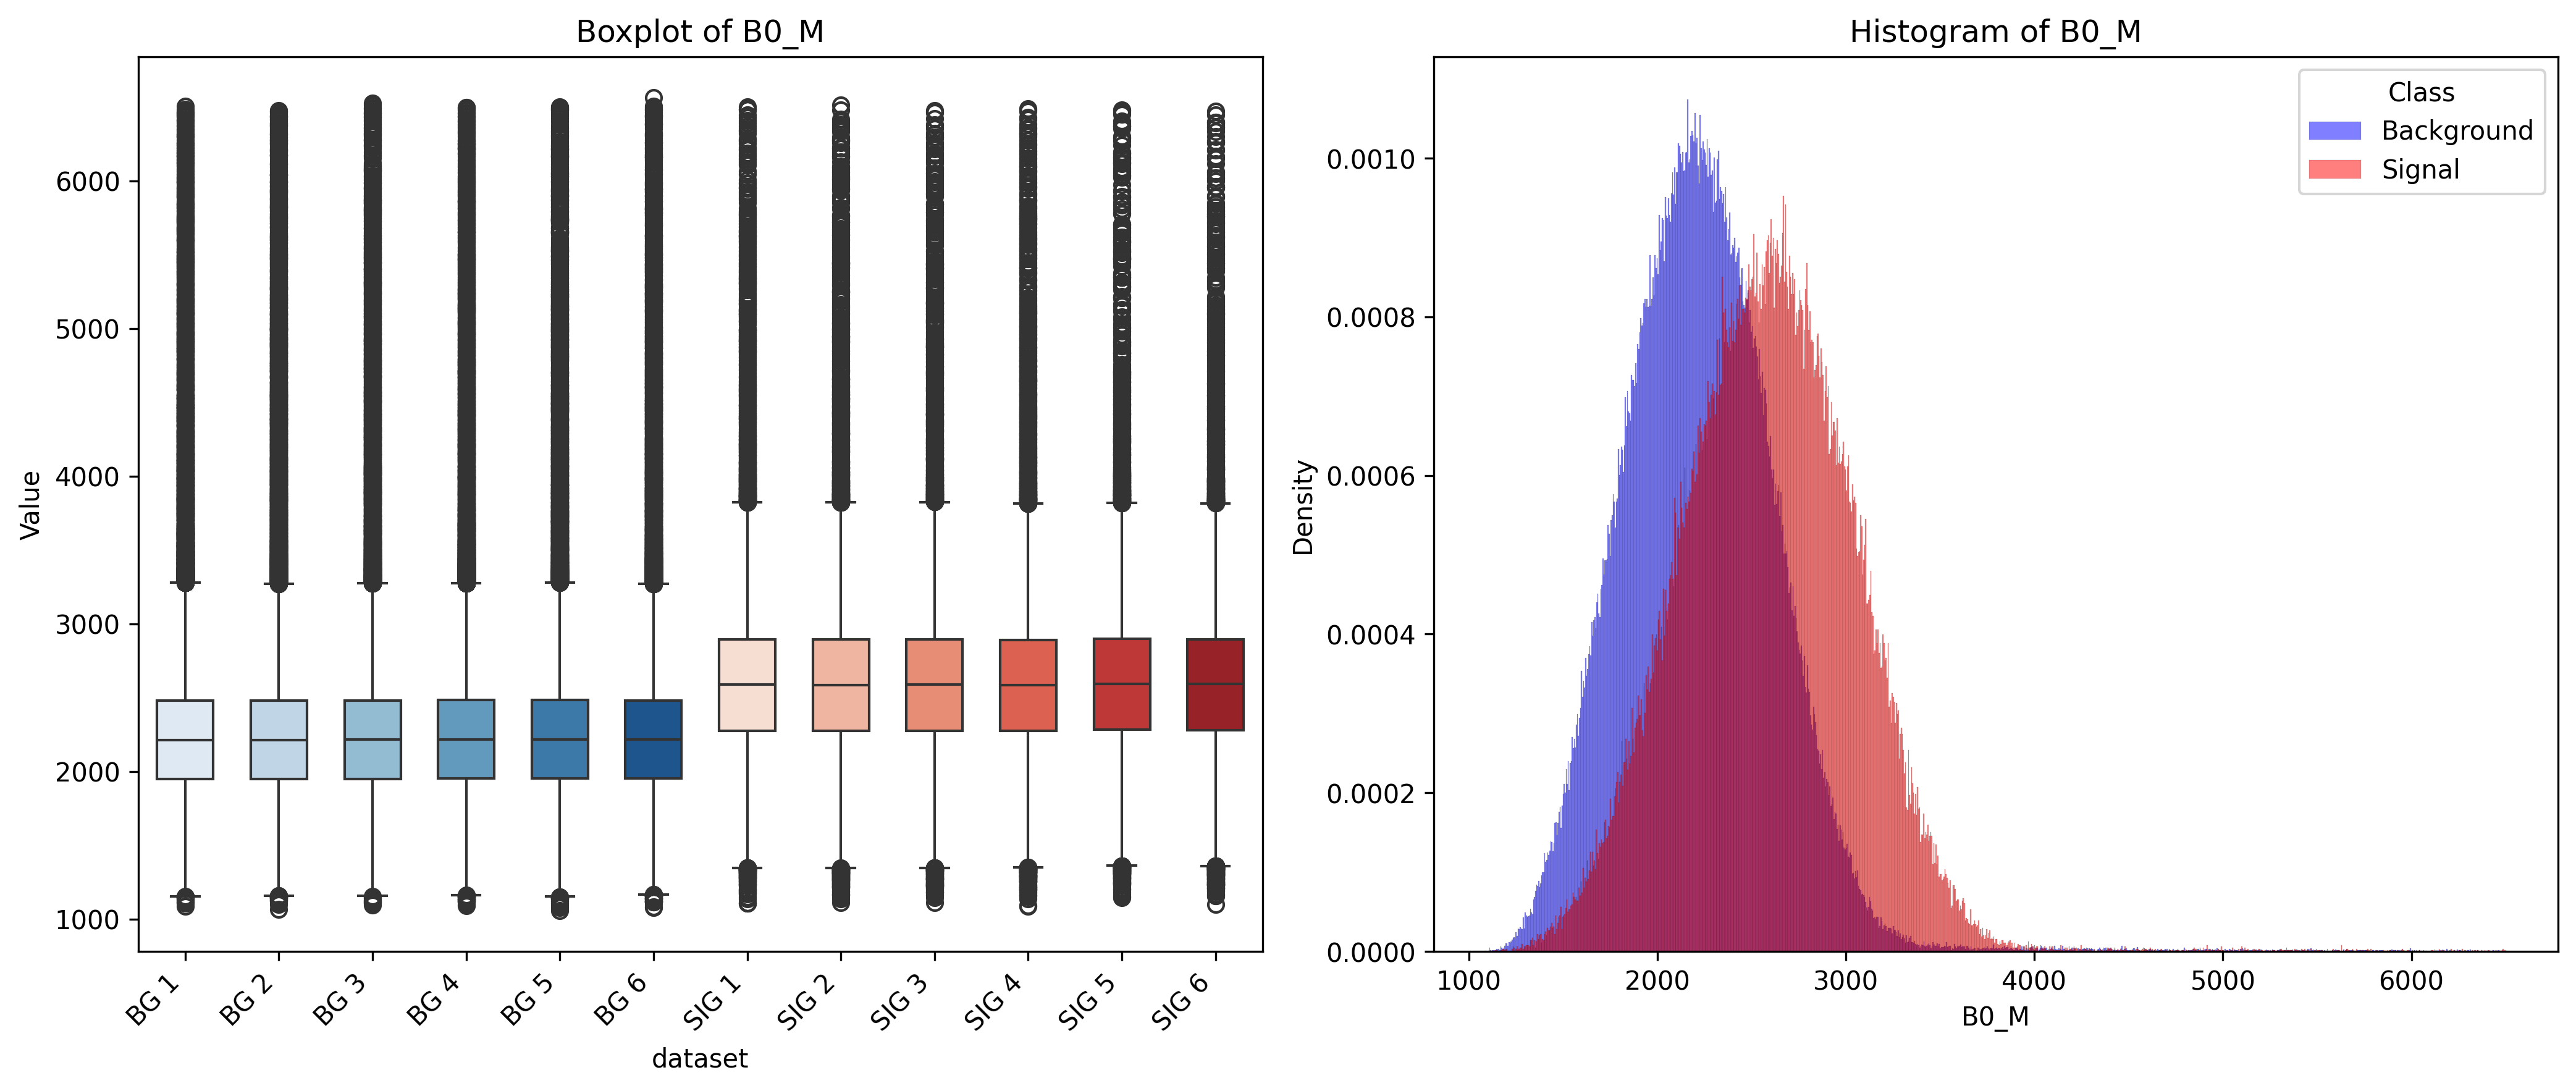 Boxplot of B0_M
Value
6000
5000
4000
3000
2000
1000
BG 1
BG 2
BG 3
BG 4
BG 5
BG 6
SIG 1
SIG 2
SIG 3
SIG 4
SIG 5
SIG 6
dataset
Histogram of B0_M
Class
Background
Signal
Density
0.0010
0.0008
0.0006
0.0004
0.0002
0.0000
1000
2000
3000
4000
5000
6000
B0_M